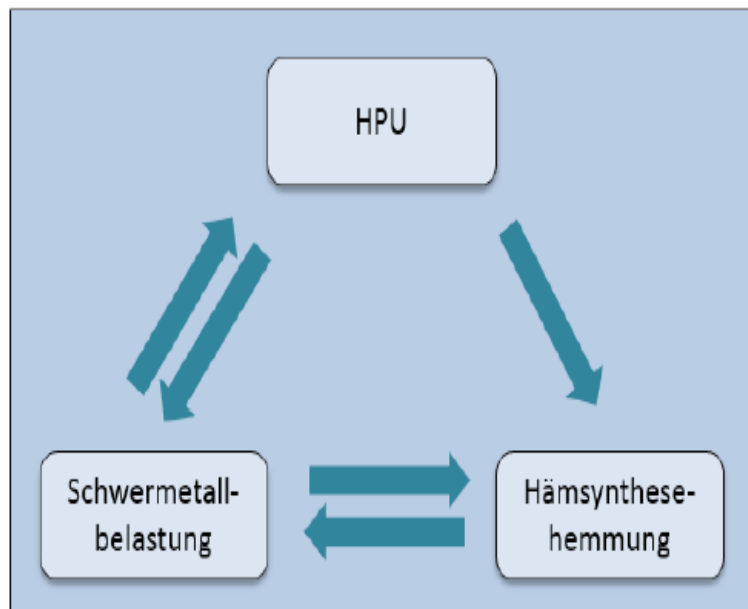 HPU
Schwermetall-
belastung
Hämsynthese-
hemmung